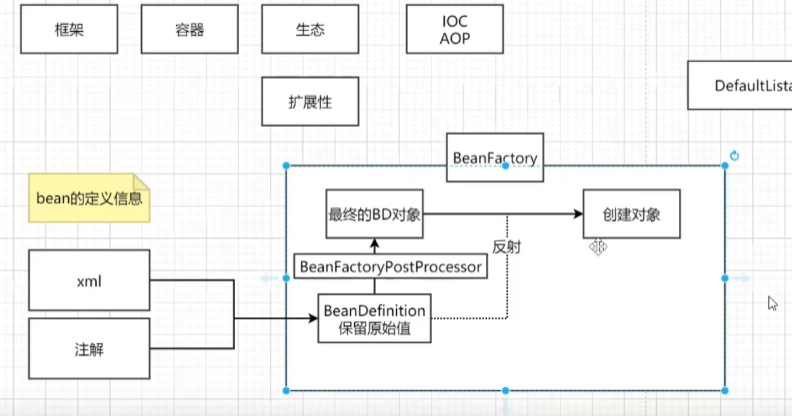 框架
容器
生态
IOC
AOP
扩展性
DefaultLista
BeanFactory
bean的定义信息
最终的BD对象
创建对象
反射
BeanFactoryPostProcessor
xml
BeanDefinition
保留原始值
注解